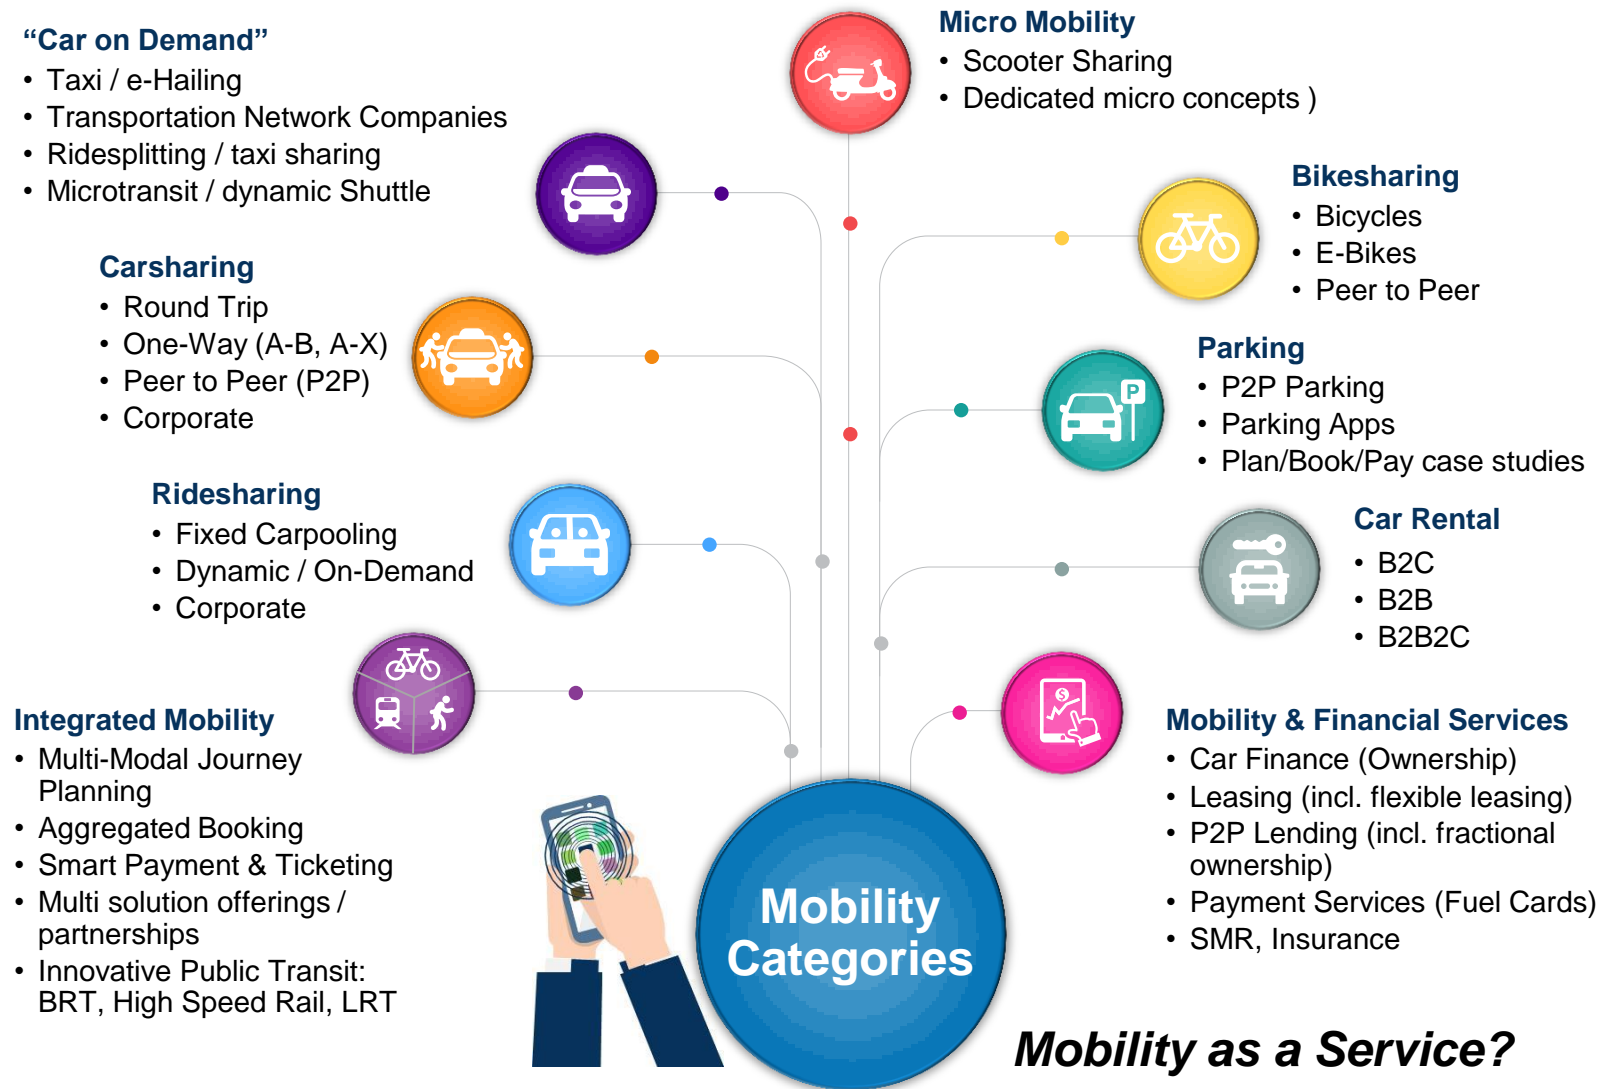 “Car on Demand”
• Taxi / e-Hailing
• Transportation Network Companies
• Ridesplitting / taxi sharing
• Microtransit / dynamic Shuttle
Micro Mobility
• Scooter Sharing
• Dedicated micro concepts )
Bikesharing
• Bicycles
• E-Bikes
• Peer to Peer
Carsharing
• Round Trip
• One-Way (A-B, A-X)
• Peer to Peer (P2P)
• Corporate
Parking
• P2P Parking
• Parking Apps
• Plan/Book/Pay case studies
P
Ridesharing
• Fixed Carpooling
• Dynamic / On-Demand
• Corporate
Car Rental
• B2C
• B2B
• B2B2C
Integrated Mobility
• Multi-Modal Journey
Planning
• Aggregated Booking
• Smart Payment & Ticketing
• Multi solution offerings /
partnerships
• Innovative Public Transit:
BRT, High Speed Rail, LRT
$
Mobility & Financial Services
• Car Finance (Ownership)
• Leasing (incl. flexible leasing)
• P2P Lending (incl. fractional
ownership)
• Payment Services (Fuel Cards)
• SMR, Insurance
Mobility
Categories
Mobility as a Service?